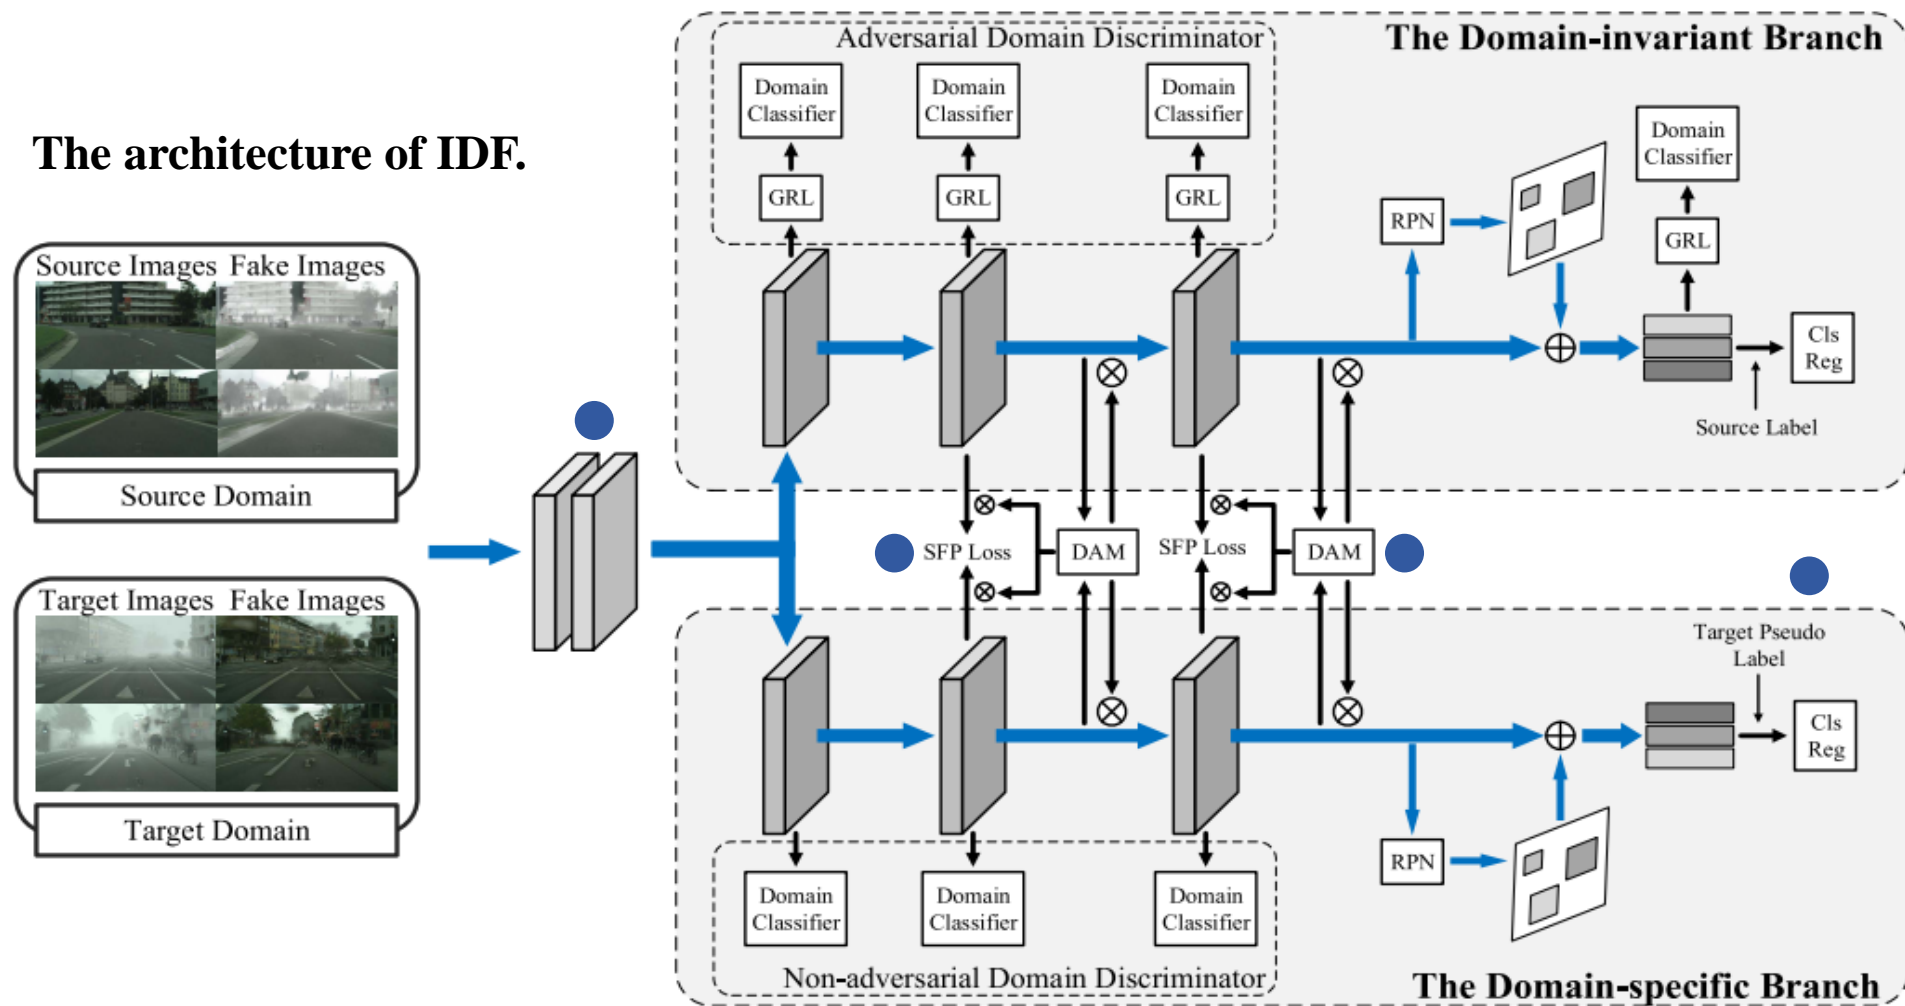 The architecture of IDF.
Source Images Fake Images
Source Domain
Target Images Fake Images
Target Domain
The Domain-invariant Branch
Adversarial Domain Discriminator
Domain
Classifier
Domain
Classifier
Domain
Classifier
GRL
GRL
GRL
RPN
Domain
Classifier
GRL
Cls
Reg
Source Label
SFP Loss
DAM
SFP Loss
DAM
Target Pseudo
Label
Cls
Reg
RPN
Domain
Classifier
Domain
Classifier
Domain
Classifier
Non-adversarial Domain Discriminator
The Domain-specific Branch